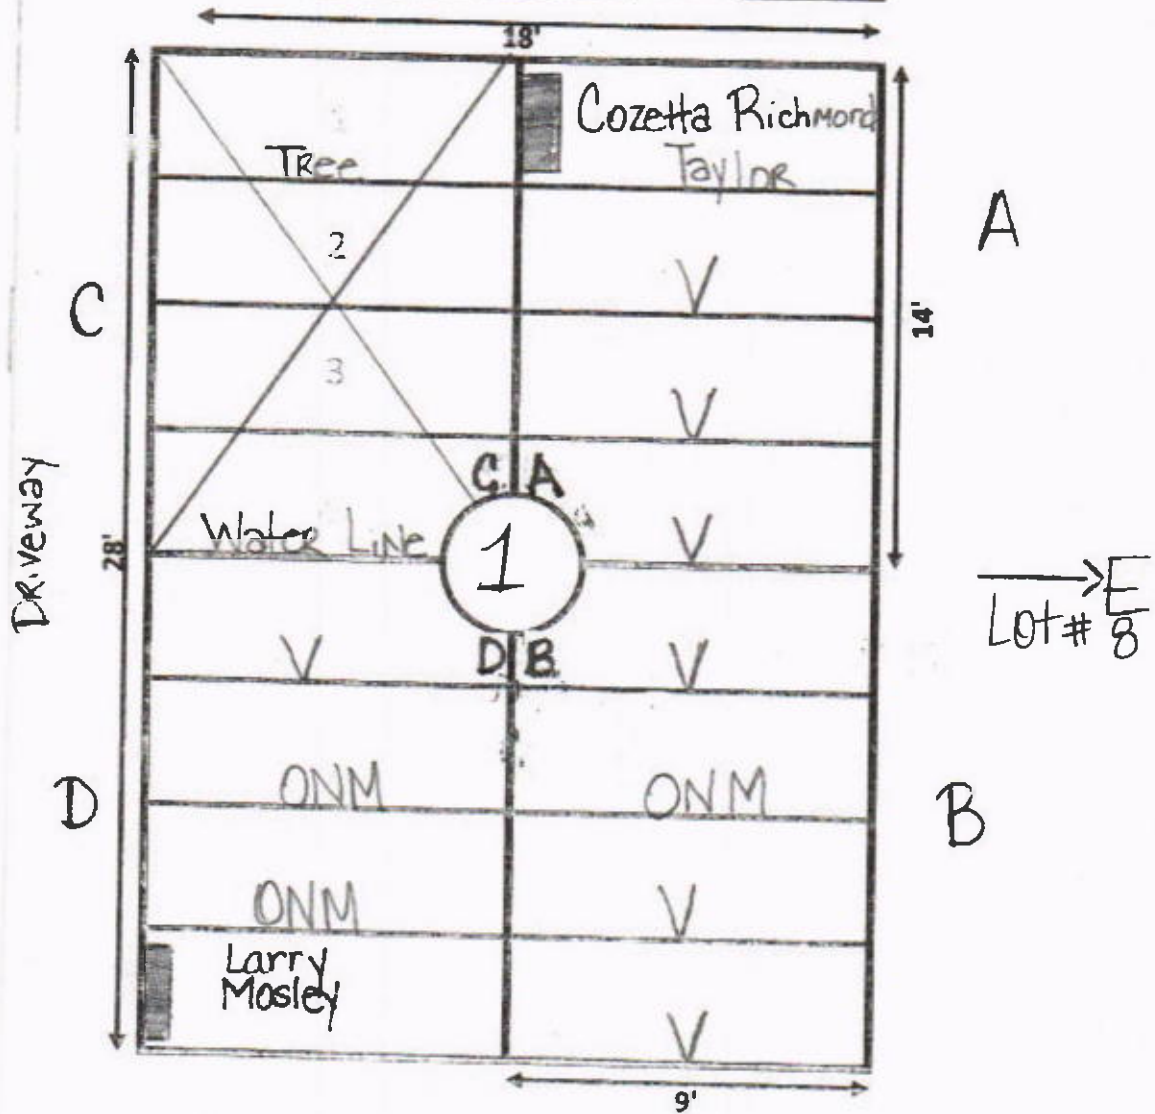 18'
Cozetta Richmord
Taylor
Tree
A
2
V
C
14'
3
V
C A
Driveway
28'
Water Line
1
V
E
Lot # 8
V
D B
V
D
ONM
ONM
B
ONM
V
Larry
Mosley
V
9'